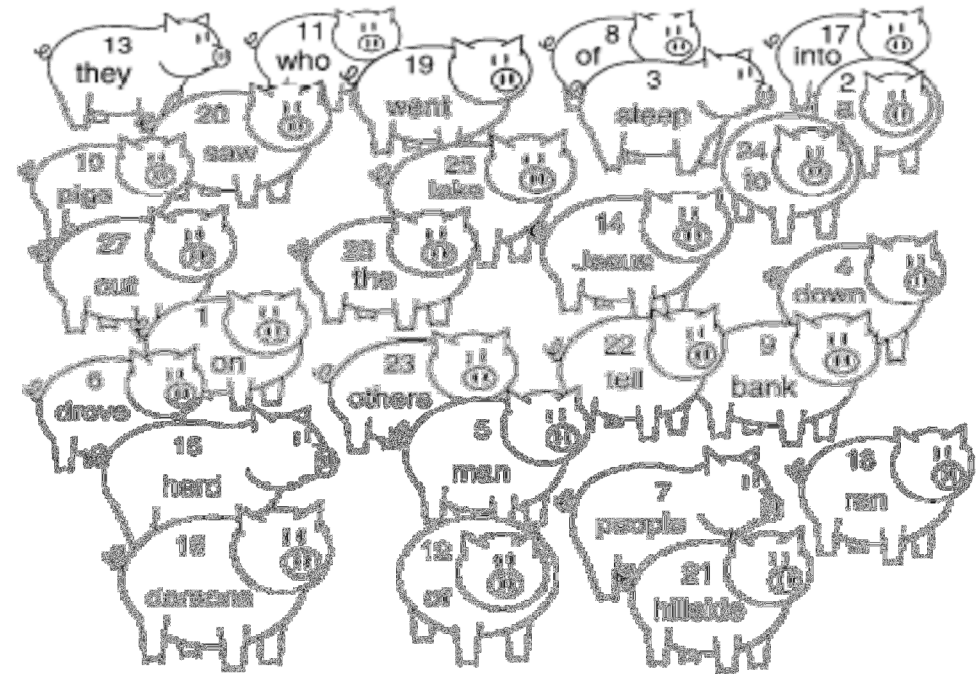 13
they
11
who
19
went
8
of
3
steep
17
into
2
a
20
saw
10
pigs
25
lake
24
to
27
out
the
14
Jesus
4
down
1
on
6
drove
23
others
22
tell
9
bank
herd
5
man
7
people
ran
demons
12
of
21
hillside